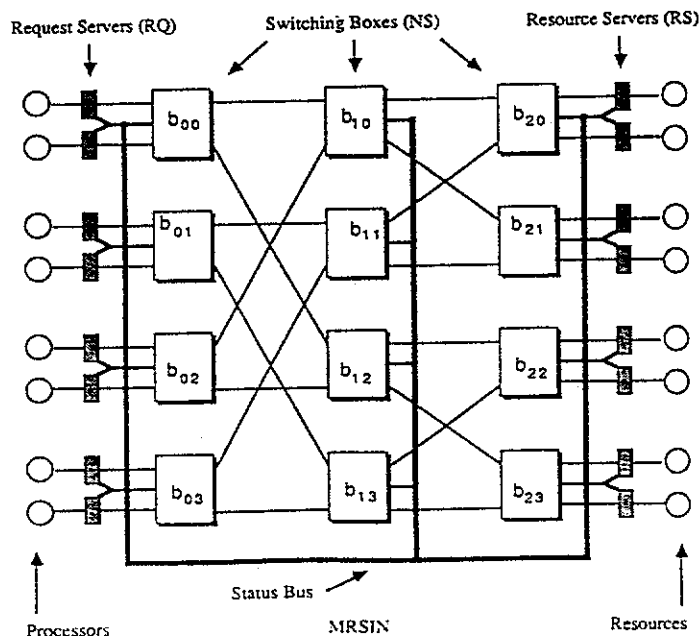 Request Servers (RQ)
Switching Boxes (NS)
Resource Servers (RS)
b00
b10
b20
b01
b11
b21
b02
b12
b22
b03
b13
b23
Status Bus
Processors
MRSIN
Resources